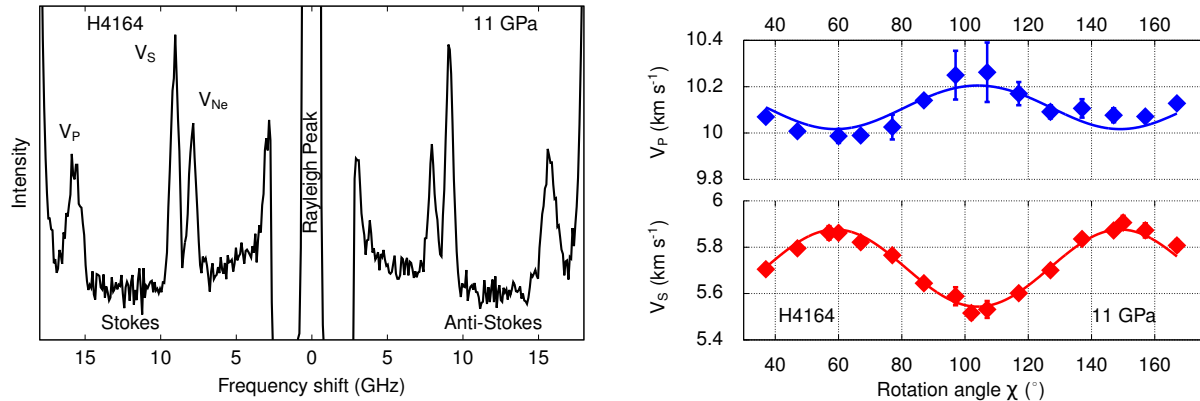 H4164
11 GPa
V_S
V_Ne
V_P
Intensity
Rayleigh Peak
Stokes
Anti-Stokes
15 10 5 0 5 10 15
Frequency shift (GHz)
40 60 80 100 120 140 160
10.4
10.2
10
9.8
V_P (km s⁻¹)
6
5.8
5.6
5.4
V_S (km s⁻¹)
H4164
11 GPa
40 60 80 100 120 140 160
Rotation angle χ (°)